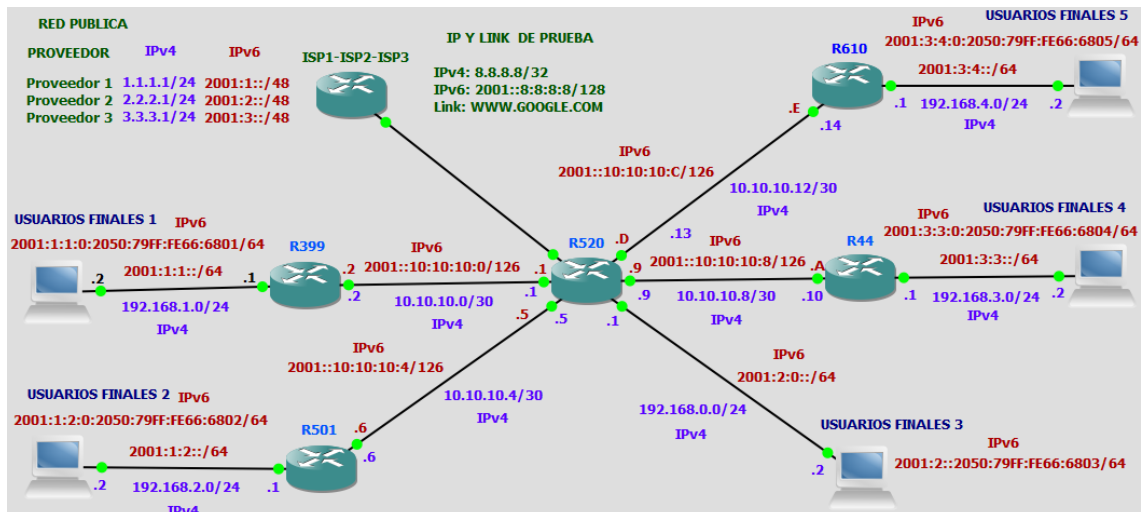 RED PUBLICA
PROVEEDOR IPv4 IPv6
Proveedor 1 1.1.1.1/24 2001:1::/48
Proveedor 2 2.2.2.1/24 2001:2::/48
Proveedor 3 3.3.3.1/24 2001:3::/48
ISP1-ISP2-ISP3
IP Y LINK DE PRUEBA
IPv4: 8.8.8.8/32
IPv6: 2001::8:8:8:8/128
Link: WWW.GOOGLE.COM
USUARIOS FINALES 5
IPv6
2001:3:4:0:2050:79FF:FE66:6805/64
R610
2001:3:4::/64
.E
.14
.1
192.168.4.0/24
.2
IPv4
IPv6
2001::10:10:10:C/126
10.10.10.12/30
IPv4
.D
.13
USUARIOS FINALES 1
IPv6
2001:1:1:0:2050:79FF:FE66:6801/64
R399
.2
2001:1:1::/64
.1
192.168.1.0/24
IPv4
IPv6
.2
2001::10:10:10:0/126
.1
.2
10.10.10.0/30
.1
IPv4
R520
IPv6
.9
2001::10:10:10:8/126
.A
.9
10.10.10.8/30
.10
IPv4
USUARIOS FINALES 4
IPv6
2001:3:3:0:2050:79FF:FE66:6804/64
R44
2001:3:3::/64
.1
192.168.3.0/24
.2
IPv4
.5
.5
.1
IPv6
2001::10:10:10:4/126
10.10.10.4/30
IPv4
IPv6
2001:2:0::/64
192.168.0.0/24
IPv4
USUARIOS FINALES 2
IPv6
2001:1:2:0:2050:79FF:FE66:6802/64
R501
.6
.6
2001:1:2::/64
.2
192.168.2.0/24
.1
IPv4
USUARIOS FINALES 3
IPv6
.2
2001:2::2050:79FF:FE66:6803/64